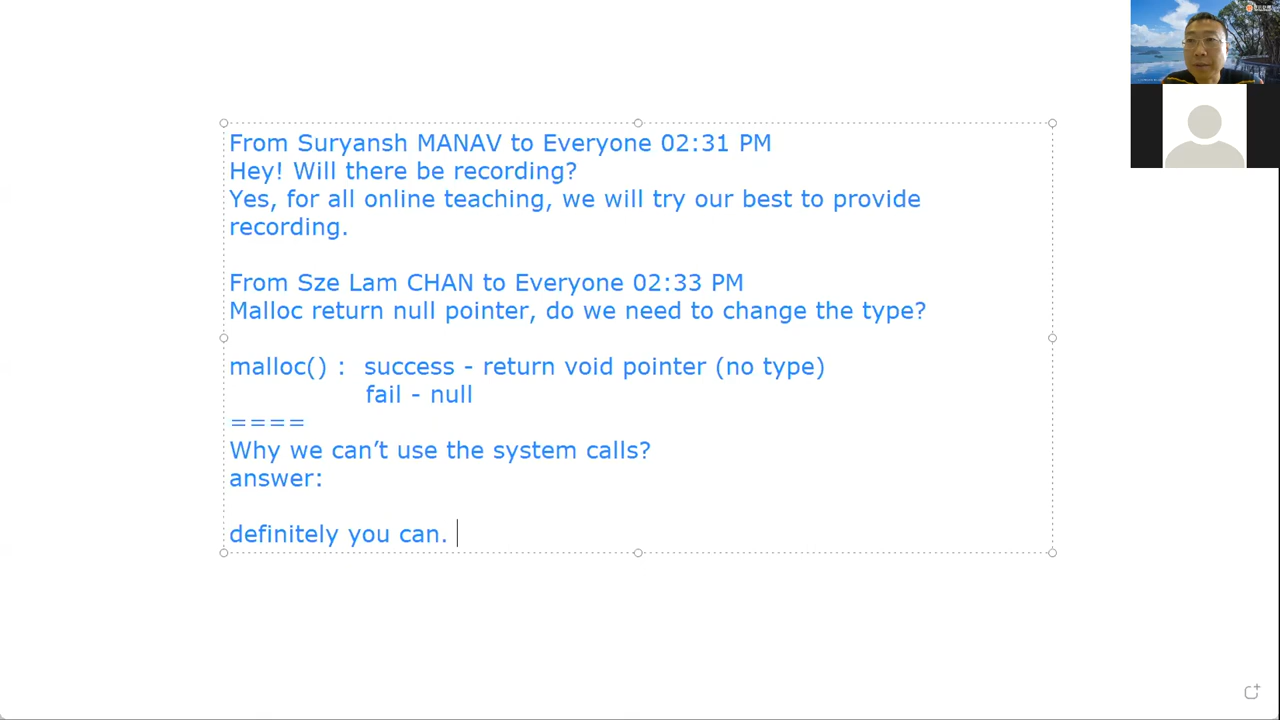 From Suryansh MANAV to Everyone 02:31 PM
Hey! Will there be recording?
Yes, for all online teaching, we will try our best to provide
recording.
From Sze Lam CHAN to Everyone 02:33 PM
Malloc return null pointer, do we need to change the type?
malloc() : success - return void pointer (no type)
fail - null
====
Why we can’t use the system calls?
answer:
definitely you can.